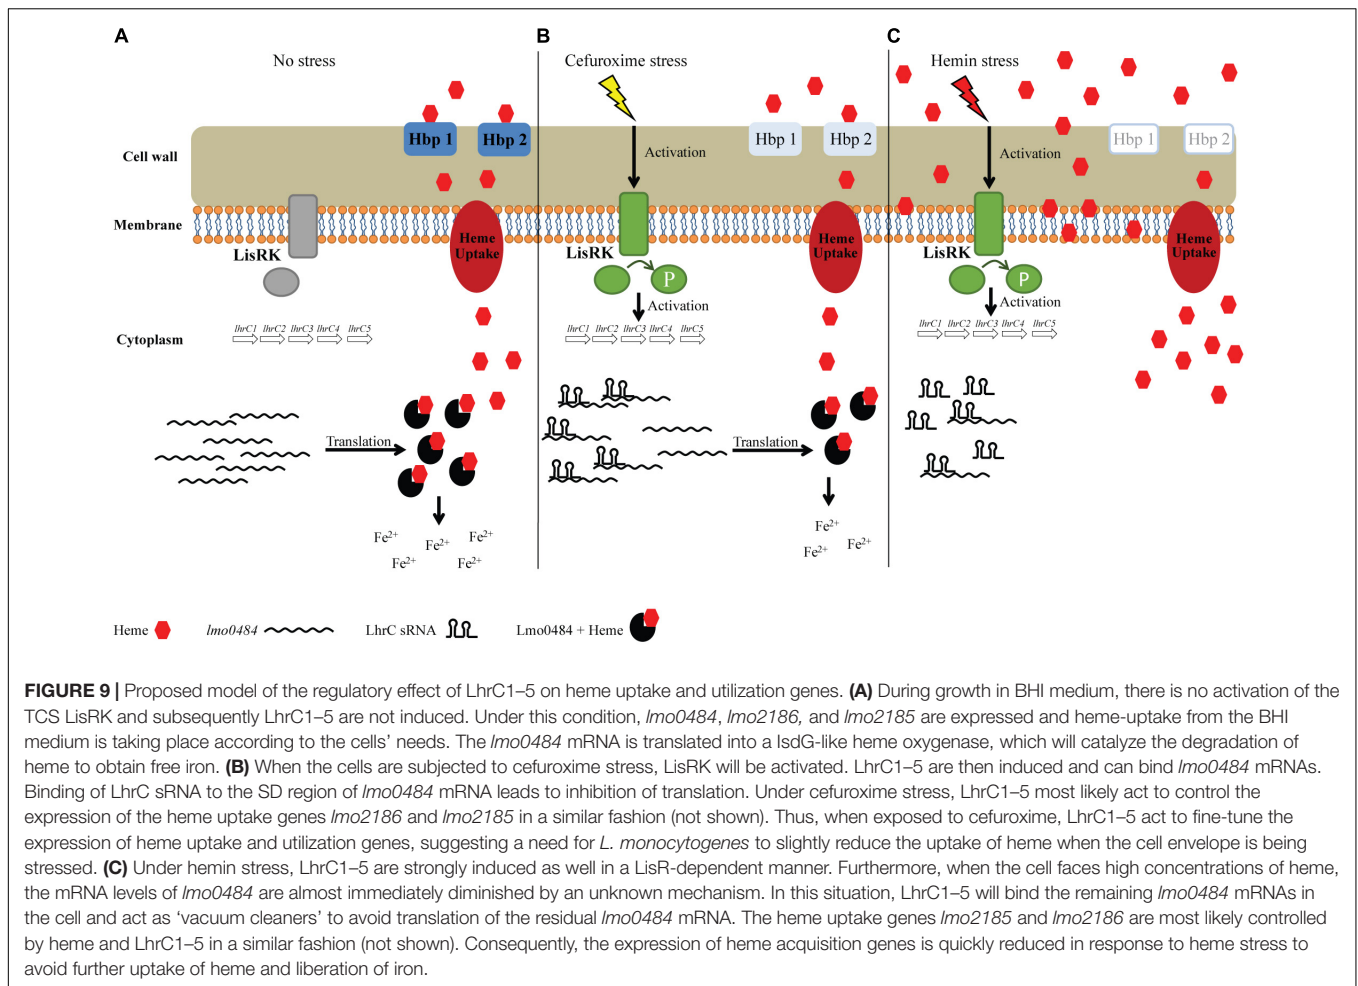 A
B
C
No stress
Cefuroxime stress
Hemin stress
Hbp 1
Hbp 2
Hbp 1
Hbp 2
Hbp 1
Hbp 2
Cell wall
Activation
Activation
Membrane
LisRK
Heme
Uptake
LisRK
Heme
Uptake
LisRK
Heme
Uptake
P
P
Activation
Activation
Cytoplasm
lhrC1 lhrC2 lhrC3 lhrC4 lhrC5
lhrC1 lhrC2 lhrC3 lhrC4 lhrC5
lhrC1 lhrC2 lhrC3 lhrC4 lhrC5
Translation
Translation
Fe2+ Fe2+ Fe2+
Fe2+ Fe2+
Fe2+
Fe2+ Fe2+
Heme
lmo0484
LhrC sRNA
Lmo0484 + Heme
FIGURE 9 | Proposed model of the regulatory effect of LhrC1–5 on heme uptake and utilization genes. (A) During growth in BHI medium, there is no activation of the
TCS LisRK and subsequently LhrC1–5 are not induced. Under this condition, lmo0484, lmo2186, and lmo2185 are expressed and heme-uptake from the BHI
medium is taking place according to the cells' needs. The lmo0484 mRNA is translated into a IsdG-like heme oxygenase, which will catalyze the degradation of
heme to obtain free iron. (B) When the cells are subjected to cefuroxime stress, LisRK will be activated. LhrC1–5 are then induced and can bind lmo0484 mRNAs.
Binding of LhrC sRNA to the SD region of lmo0484 mRNA leads to inhibition of translation. Under cefuroxime stress, LhrC1–5 most likely act to control the
expression of the heme uptake genes lmo2186 and lmo2185 in a similar fashion (not shown). Thus, when exposed to cefuroxime, LhrC1–5 act to fine-tune the
expression of heme uptake and utilization genes, suggesting a need for L. monocytogenes to slightly reduce the uptake of heme when the cell envelope is being
stressed. (C) Under hemin stress, LhrC1–5 are strongly induced as well in a LisR-dependent manner. Furthermore, when the cell faces high concentrations of heme,
the mRNA levels of lmo0484 are almost immediately diminished by an unknown mechanism. In this situation, LhrC1–5 will bind the remaining lmo0484 mRNAs in
the cell and act as 'vacuum cleaners' to avoid translation of the residual lmo0484 mRNA. The heme uptake genes lmo2185 and lmo2186 are most likely controlled
by heme and LhrC1–5 in a similar fashion (not shown). Consequently, the expression of heme acquisition genes is quickly reduced in response to heme stress to
avoid further uptake of heme and liberation of iron.